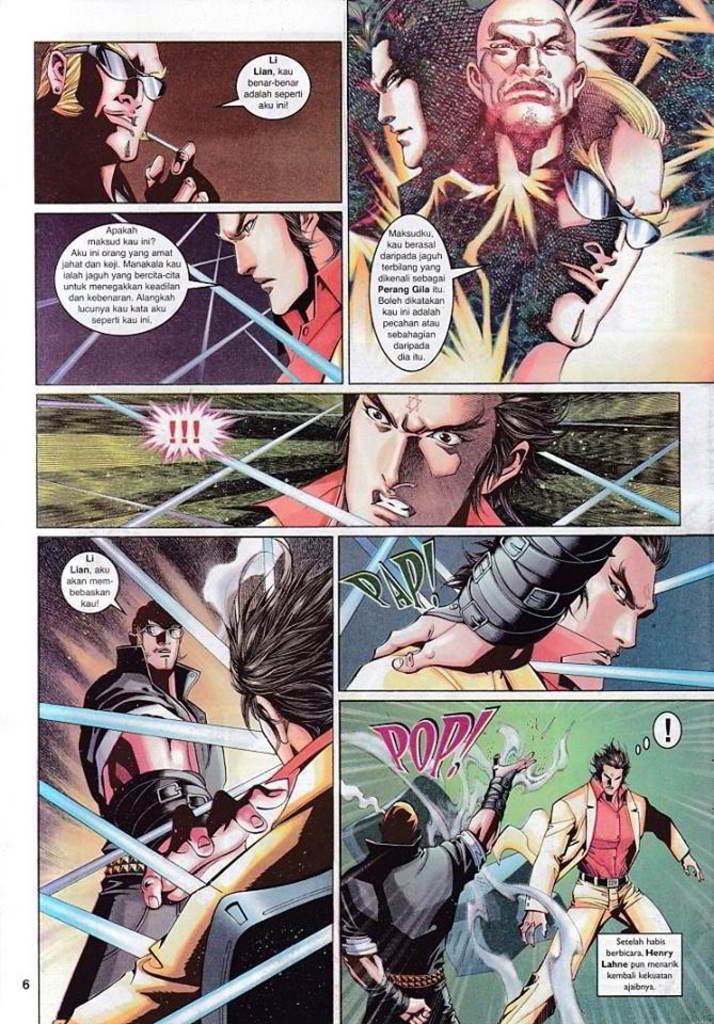 Li
Lian, kau
benar-benar
adalah seperti
aku ini!
Apakah
maksud kau ini?
Aku ini orang yang amat
jahat dan keji. Manakala kau
ialah jaguh yang bercita-cita
untuk menegakkan keadilan
dan kebenaran. Alangkah
lucunya kau kata aku
seperti kau ini.
Maksudku,
kau berasal
daripada jaguh
terbilang yang
dikenali sebagai
Perang Gila itu.
Boleh dikatakan
kau ini adalah
pecahan atau
sebahagian
daripada
dia itu.
!!!
Li
Lian, aku
akan mem-
bebaskan
kau!
PAP!
POP!
!
Setelah habis
berbicara, Henry
Lahne pun menarik
kembali kekuatan
ajaibnya.
6